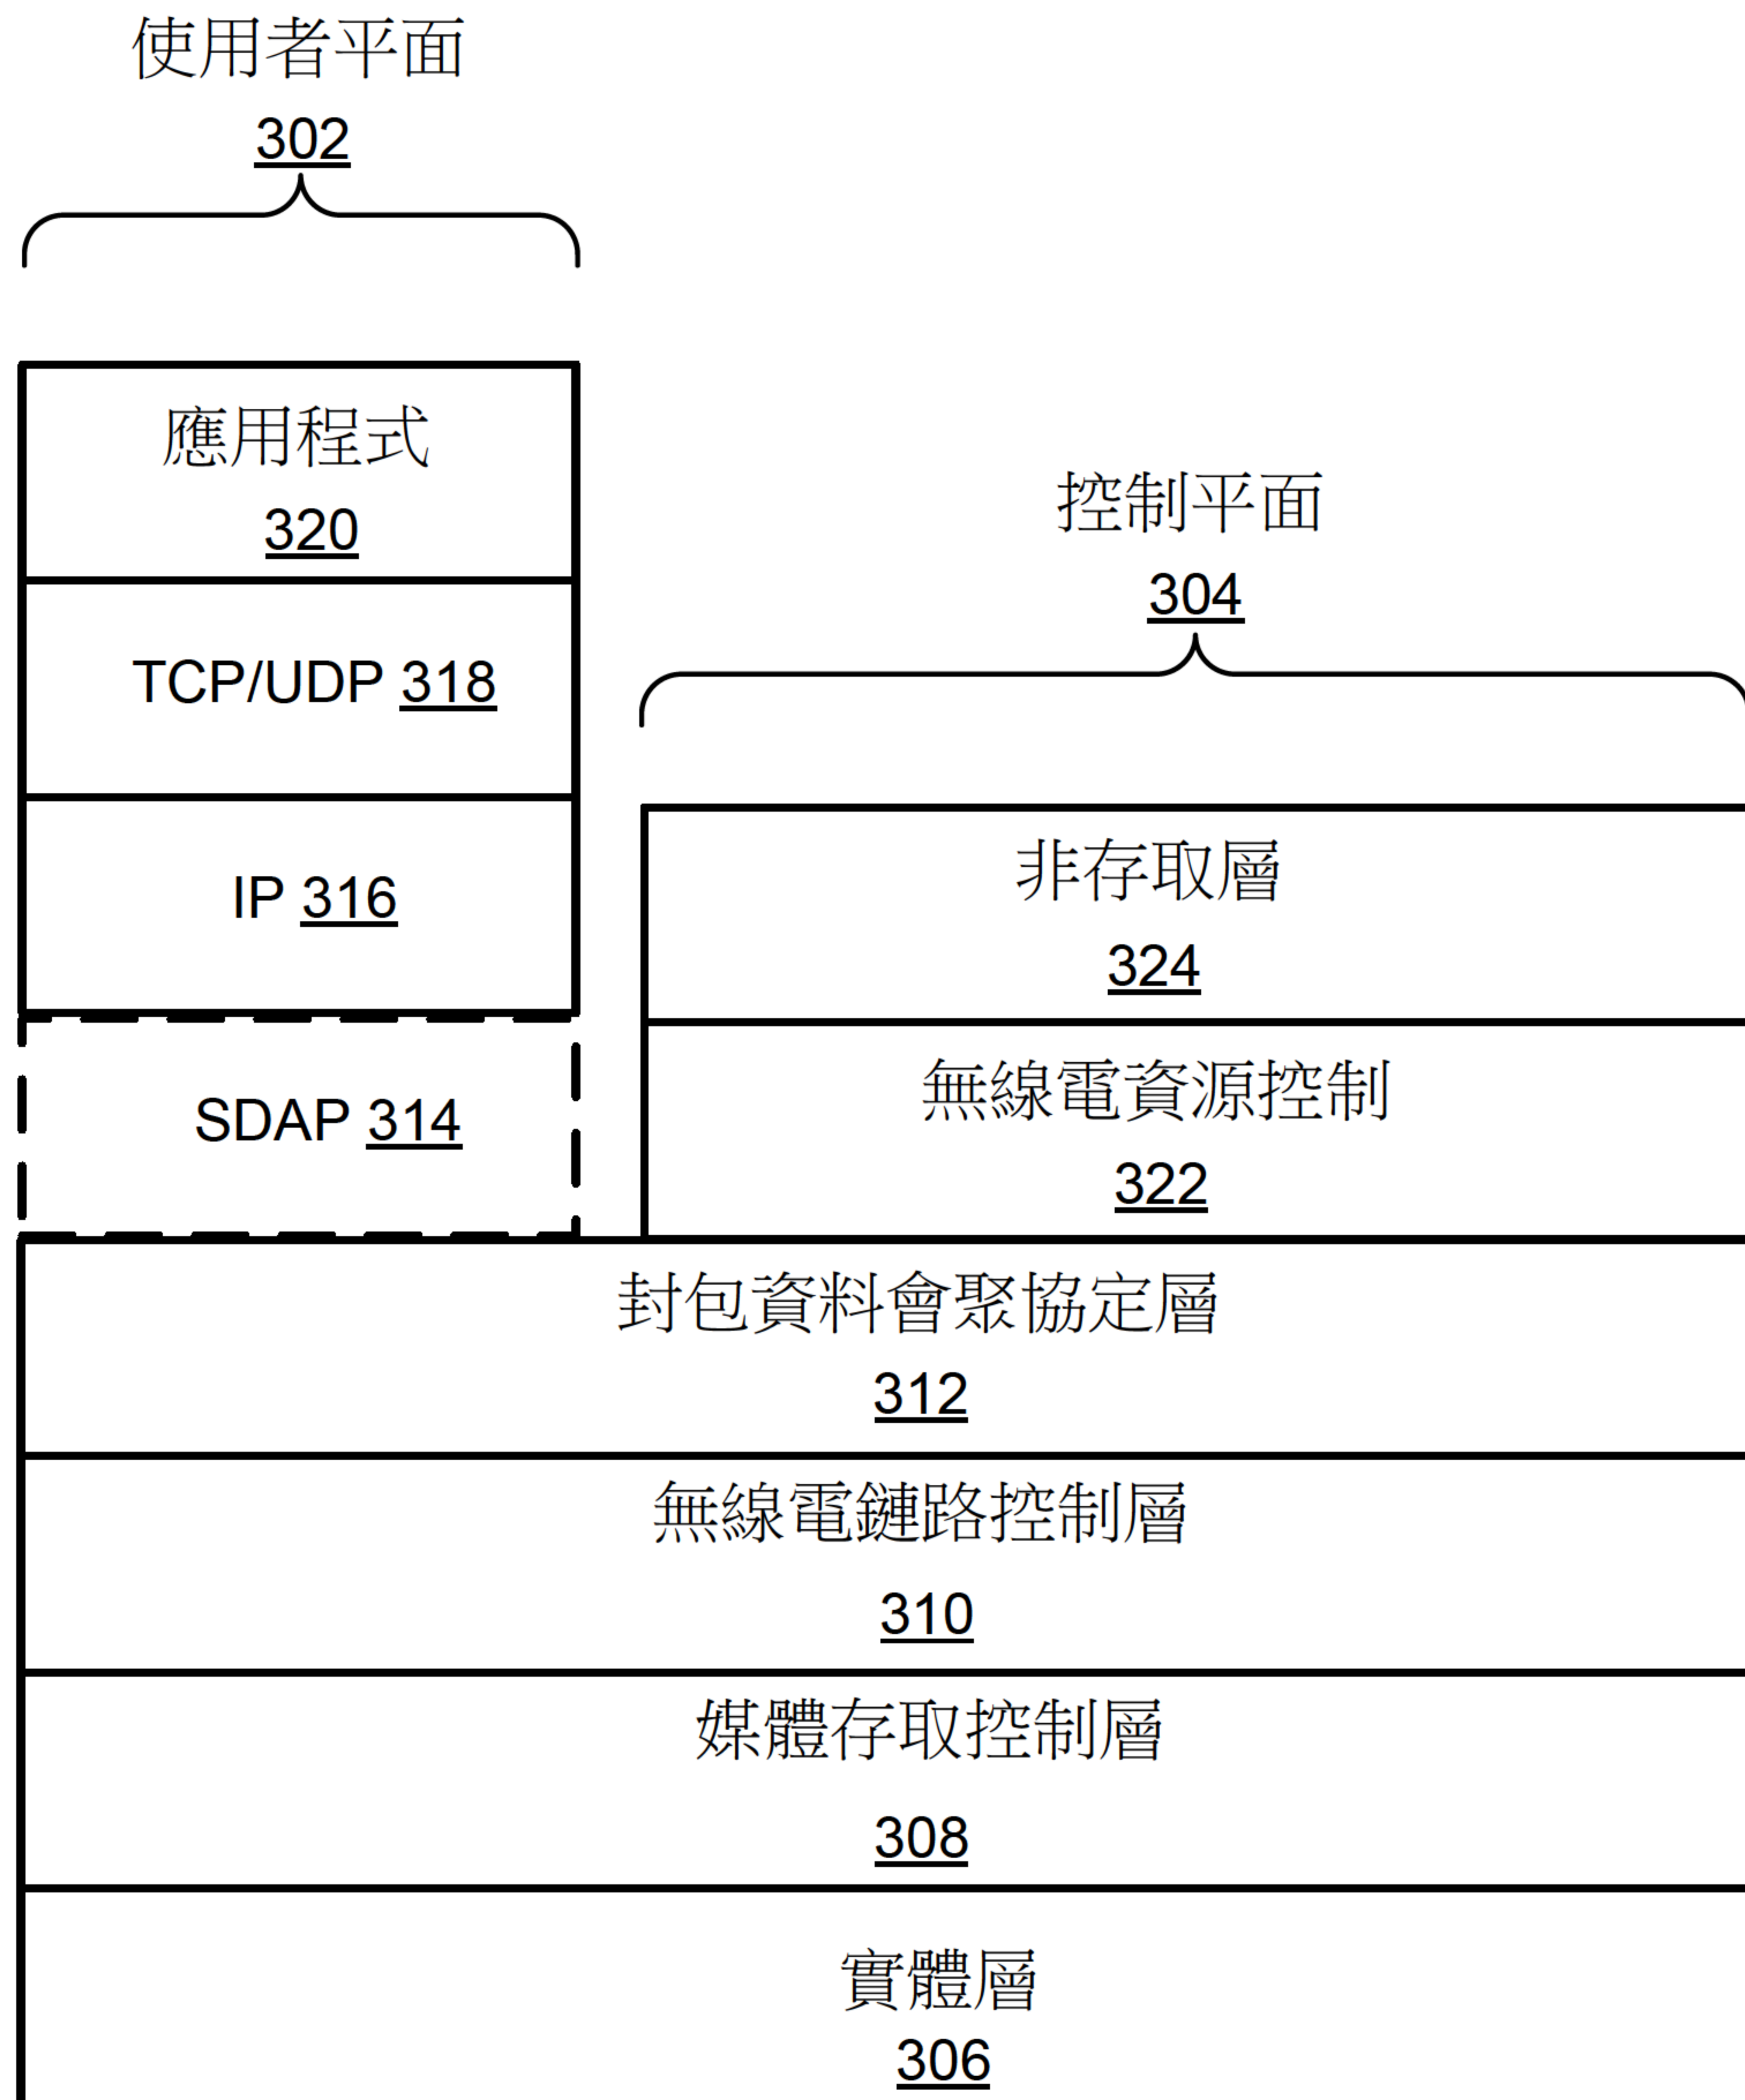 使用者平面
302
應用程式
320
TCP/UDP 318
IP 316
SDAP 314
控制平面
304
非存取層
324
無線電資源控制
322
封包資料會聚協定層
312
無線電鏈路控制層
310
媒體存取控制層
308
實體層
306